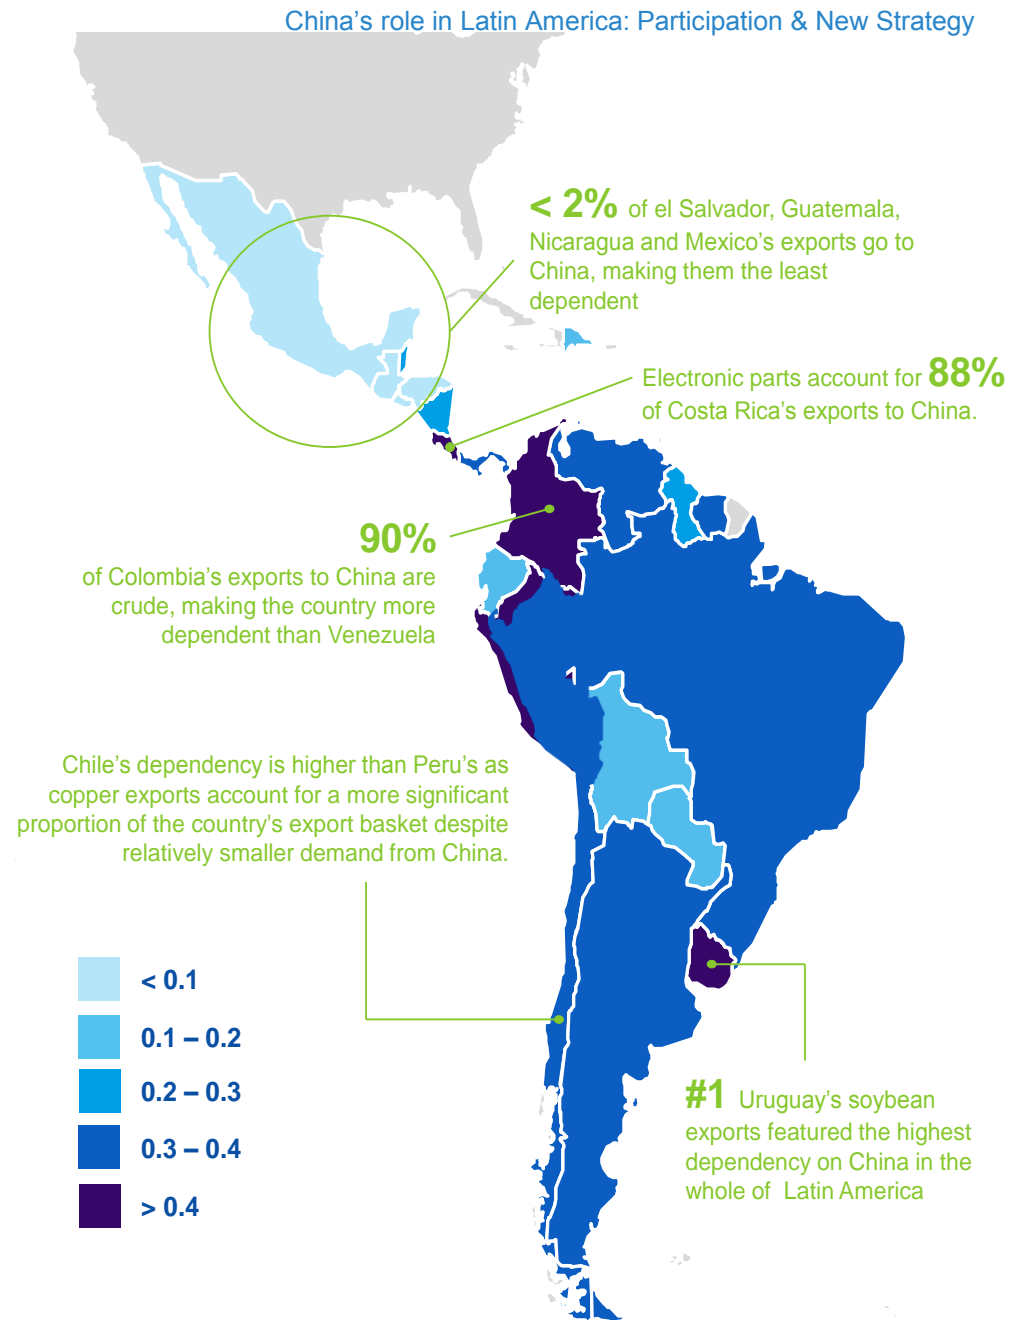 China's role in Latin America: Participation & New Strategy
< 2% of el Salvador, Guatemala,
Nicaragua and Mexico's exports go to
China, making them the least
dependent
Electronic parts account for 88%
of Costa Rica's exports to China.
90%
of Colombia's exports to China are
crude, making the country more
dependent than Venezuela
Chile's dependency is higher than Peru's as
copper exports account for a more significant
proportion of the country's export basket despite
relatively smaller demand from China.
< 0.1
0.1 – 0.2
0.2 – 0.3
0.3 – 0.4
> 0.4
#1 Uruguay's soybean
exports featured the highest
dependency on China in the
whole of Latin America